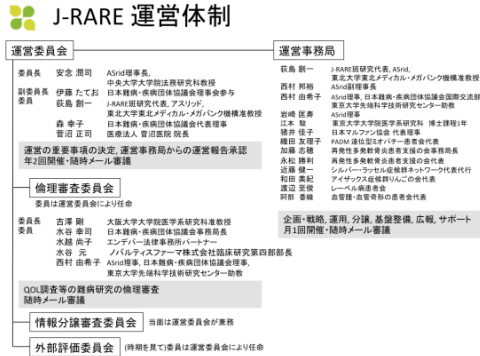 J-RARE 運営体制
運営委員会
委員長 安念 潤司 ASrid理事長,
中央大学大学院法務研究科教授
副委員長 伊藤 たてお 日本難病・疾病団体協議会理事会参与
委員 荻島 創一 J-RARE班研究代表, アスリッド,
東北大学東北メディカル・メガバンク機構准教授
森 幸子 日本難病・疾病団体協議会代表理事
菅沼 正司 医療法人 菅沼医院 院長
運営の重要事項の決定, 運営事務局からの運営報告承認
年2回開催・随時メール審議
倫理審査委員会
委員は運営委員会により任命
委員長 吉澤 剛 大阪大学大学院医学系研究科准教授
委員 水谷 幸司 日本難病・疾病団体協議会事務局長
水越 尚子 エンデバー法律事務所パートナー
水谷 元 ノバルティスファーマ株式会社臨床研究第四部部長
西村 由希子 ASrid理事, 日本難病・疾病団体協議会理事,
東京大学先端科学技術研究センター助教
QOL調査等の難病研究の倫理審査
随時メール審議
情報分譲審査委員会 当面は運営委員会が兼務
外部評価委員会 (時期を見て)委員は運営委員会により任命
運営事務局
荻島 創一 J-RARE班研究代表, ASrid,
東北大学東北メディカル・メガバンク機構准教授
西村 邦裕 ASrid副理事長
西村 由希子 ASrid理事, 日本難病・疾病団体協議会国際交流部
東京大学先端科学技術研究センター助教
岩崎 匡寿 ASrid理事
江本 駿 東京大学大学院医学系研究科 博士課程1年
猪井 佳子 日本マルファン協会 代表理事
織田 友理子 PADM 遠位型ミオパチー患者会代表
加藤 志穂 再発性多発軟骨炎患者支援の会事務局長
永松 勝利 再発性多発軟骨炎患者支援の会代表
近藤 健一 シルバー・ラッセル症候群ネットワーク代表代行
和田 美紀 アイザックス症候群りんごの会代表
渡辺 至俊 レーベル病患者会
阿部 香織 血管腫・血管奇形の患者会代表
企画・戦略, 運用, 分譲, 基盤整備, 広報, サポート
月1回開催・随時メール審議